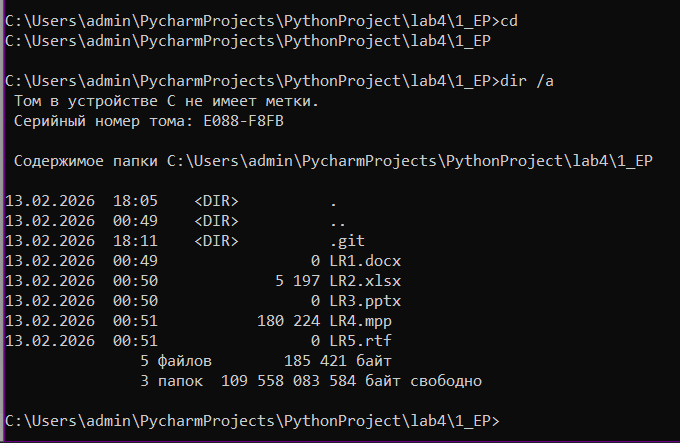 C:\Users\admin\PycharmProjects\PythonProject\lab4\1_EP>cd
C:\Users\admin\PycharmProjects\PythonProject\lab4\1_EP
C:\Users\admin\PycharmProjects\PythonProject\lab4\1_EP>dir /a
Том в устройстве C не имеет метки.
Серийный номер тома: E088-F8FB
Содержимое папки C:\Users\admin\PycharmProjects\PythonProject\lab4\1_EP
13.02.2026  18:05    <DIR>          .
13.02.2026  00:49    <DIR>          ..
13.02.2026  18:11    <DIR>          .git
13.02.2026  00:49                 0 LR1.docx
13.02.2026  00:50             5 197 LR2.xlsx
13.02.2026  00:50                 0 LR3.pptx
13.02.2026  00:51           180 224 LR4.mpp
13.02.2026  00:51                 0 LR5.rtf
5 файлов        185 421 байт
3 папок  109 558 083 584 байт свободно
C:\Users\admin\PycharmProjects\PythonProject\lab4\1_EP>